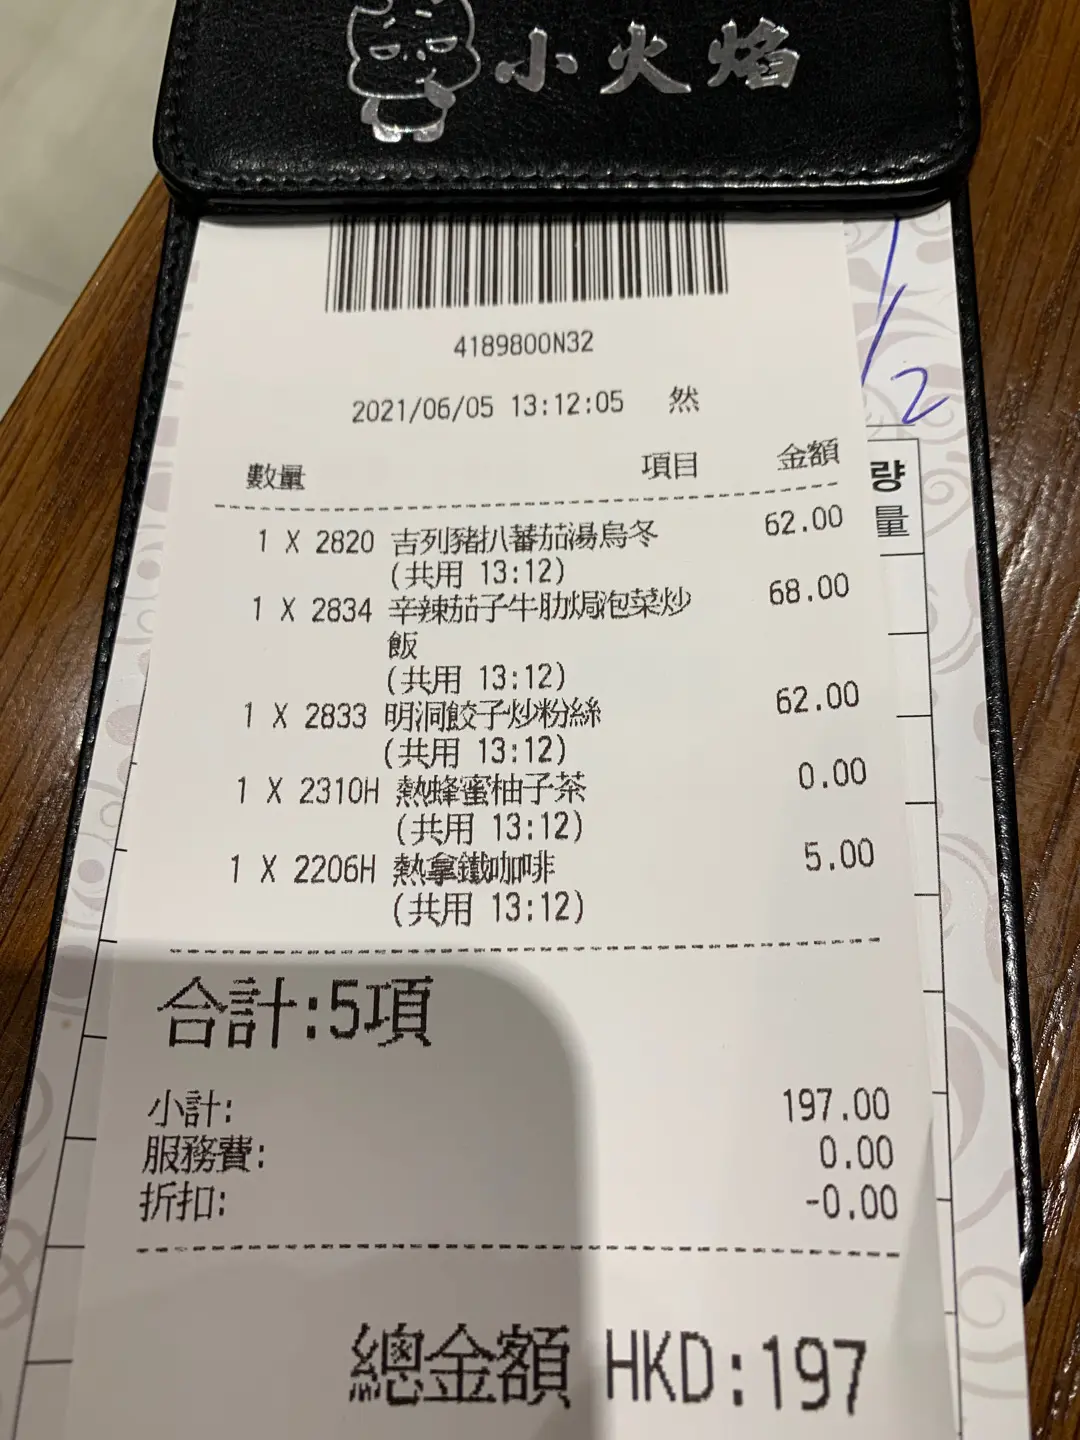 小火焰
4189800N32
1/2
2021/06/05 13:12:05 然
數量 項目 金額
量
1 X 2820 吉列豬扒蕃茄湯烏冬 62.00
(共用 13:12)
1 X 2834 辛辣茄子牛肋焗泡菜炒 68.00
飯
(共用 13:12)
1 X 2833 明洞餃子炒粉絲 62.00
(共用 13:12)
1 X 2310H 熱蜂蜜柚子茶 0.00
(共用 13:12)
1 X 2206H 熱拿鐵咖啡 5.00
(共用 13:12)
合計:5項
小計: 197.00
服務費: 0.00
折扣: -0.00
總金額 HKD:197